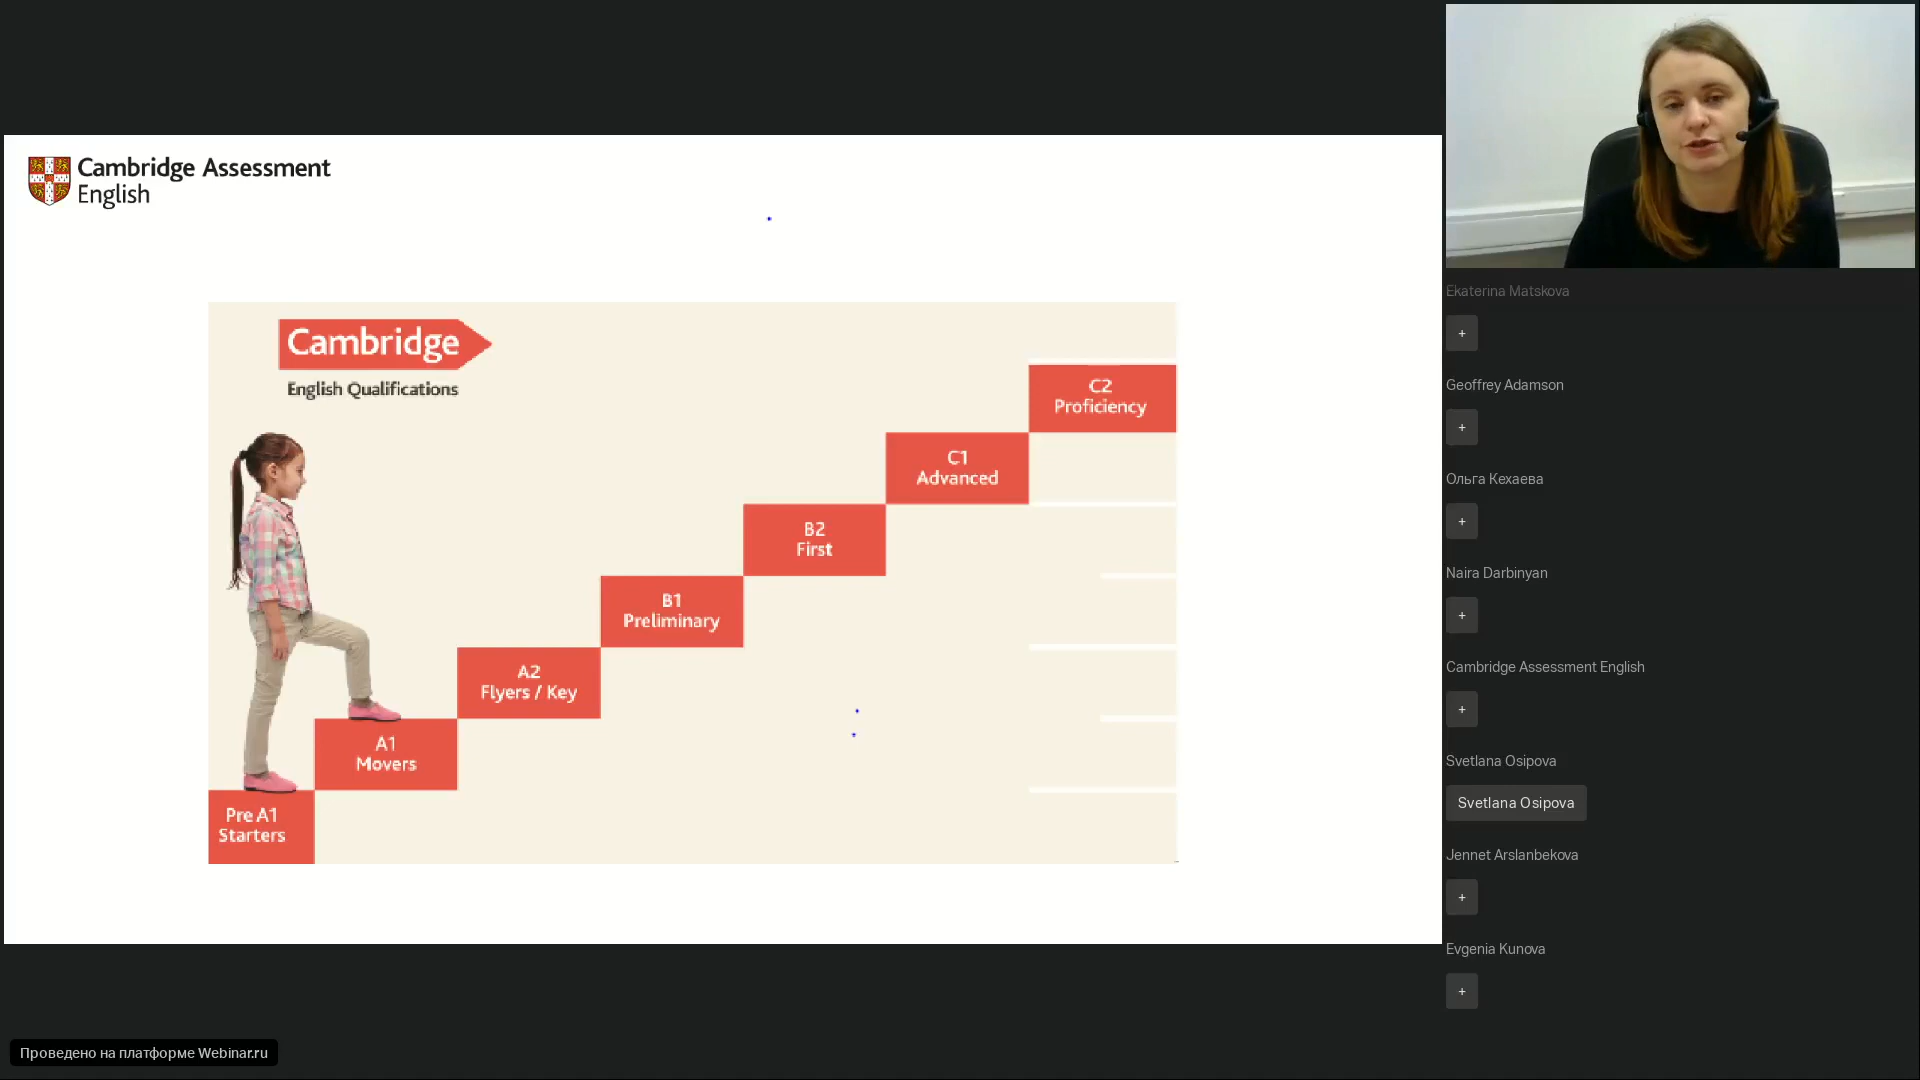 Cambridge Assessment
English
Cambridge
English Qualifications
C2
Proficiency
C1
Advanced
B2
First
B1
Preliminary
A2
Flyers / Key
A1
Movers
Pre A1
Starters
Ekaterina Matskova
+
Geoffrey Adamson
+
Ольга Кехаева
+
Naira Darbinyan
+
Cambridge Assessment English
+
Svetlana Osipova
Svetlana Osipova
Jennet Arslanbekova
+
Evgenia Kunova
+
Проведено на платформе Webinar.ru